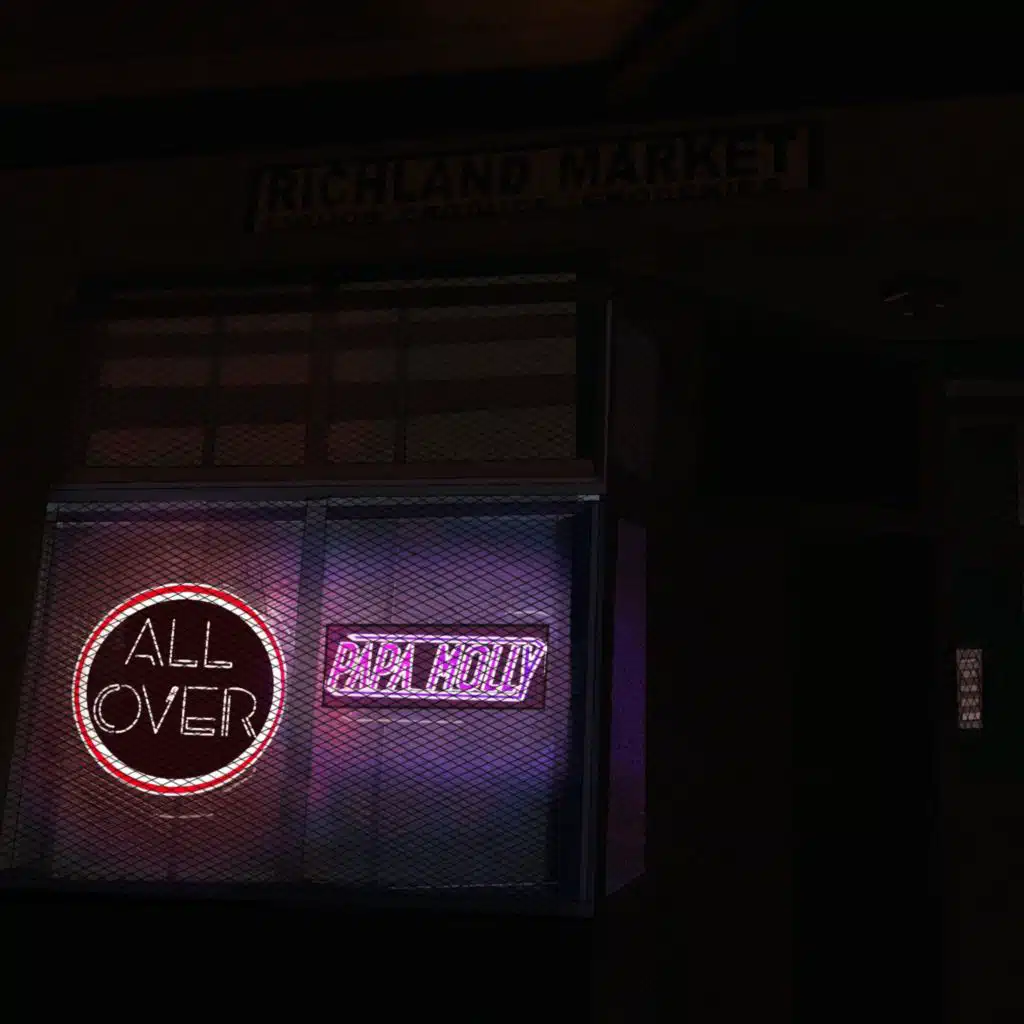 RICHLAND MARKET
ALL
OVER
PAPA MOLLY